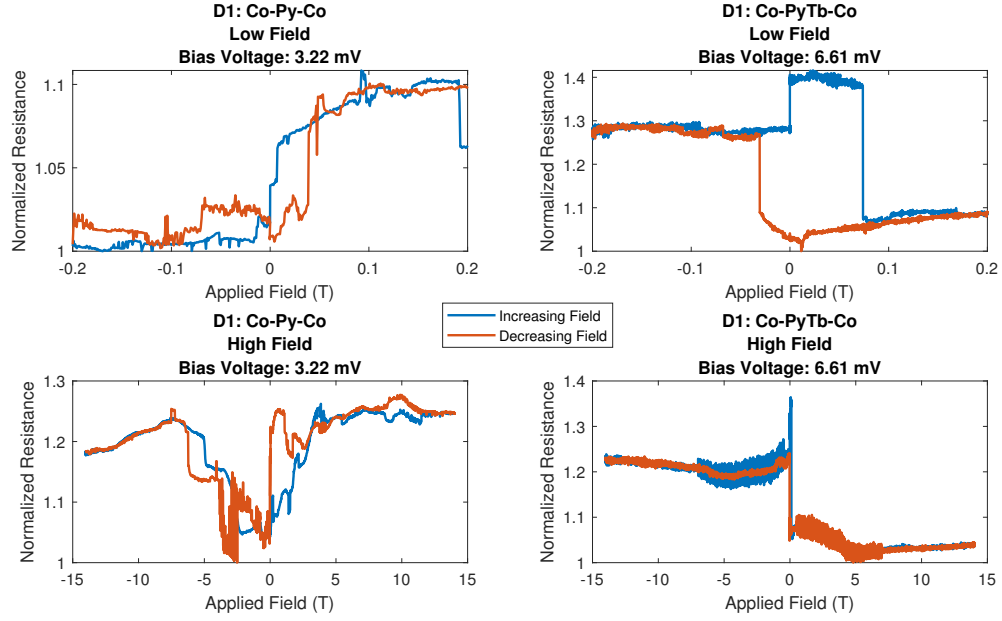 D1: Co-Py-Co
Low Field
Bias Voltage: 3.22 mV
Normalized Resistance
1.1
1.05
1
-0.2
-0.1
0
0.1
0.2
Applied Field (T)
D1: Co-PyTb-Co
Low Field
Bias Voltage: 6.61 mV
Normalized Resistance
1.4
1.3
1.2
1.1
1
-0.2
-0.1
0
0.1
0.2
Applied Field (T)
Increasing Field
Decreasing Field
D1: Co-Py-Co
High Field
Bias Voltage: 3.22 mV
Normalized Resistance
1.3
1.2
1.1
1
-15
-10
-5
0
5
10
15
Applied Field (T)
D1: Co-PyTb-Co
High Field
Bias Voltage: 6.61 mV
Normalized Resistance
1.4
1.3
1.2
1.1
1
-15
-10
-5
0
5
10
15
Applied Field (T)